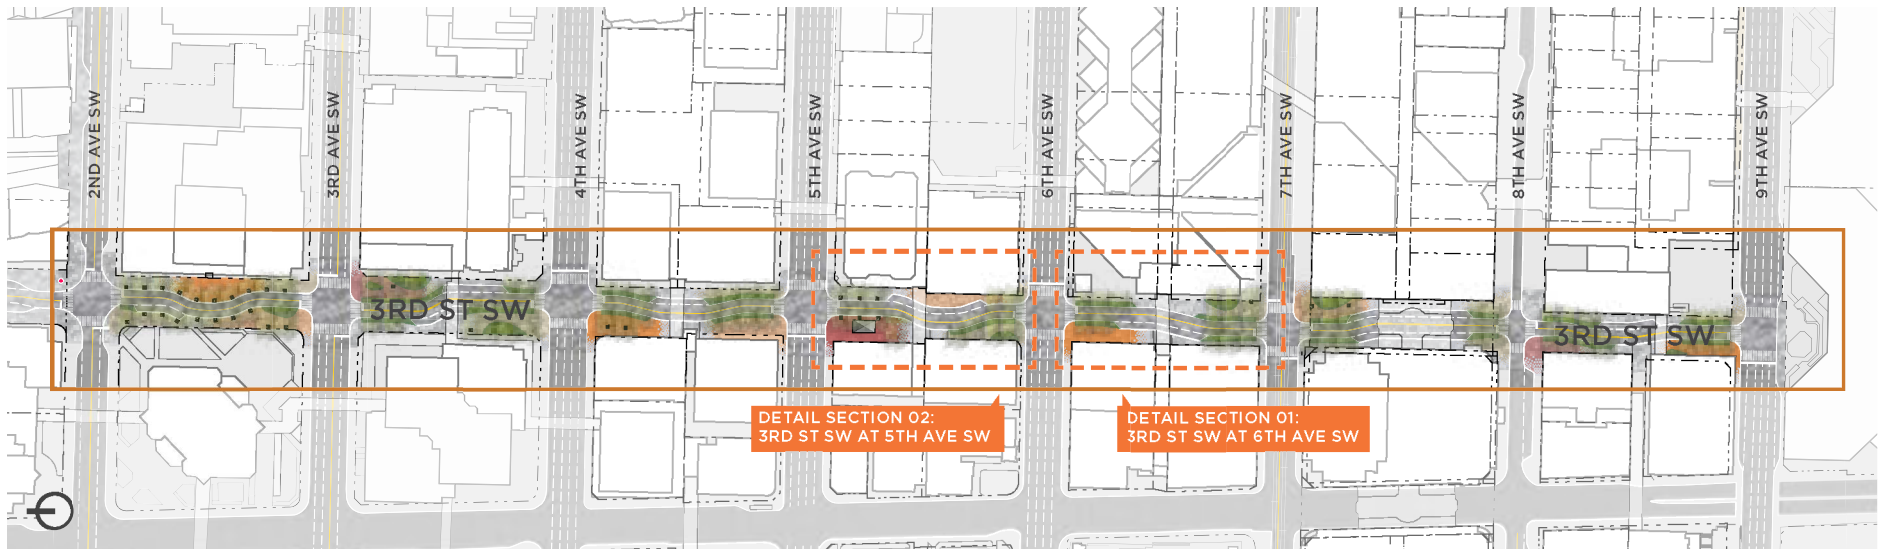 2ND AVE SW
3RD AVE SW
4TH AVE SW
5TH AVE SW
6TH AVE SW
7TH AVE SW
8TH AVE SW
9TH AVE SW
3RD ST SW
3RD ST SW
DETAIL SECTION 02:
3RD ST SW AT 5TH AVE SW
DETAIL SECTION 01:
3RD ST SW AT 6TH AVE SW